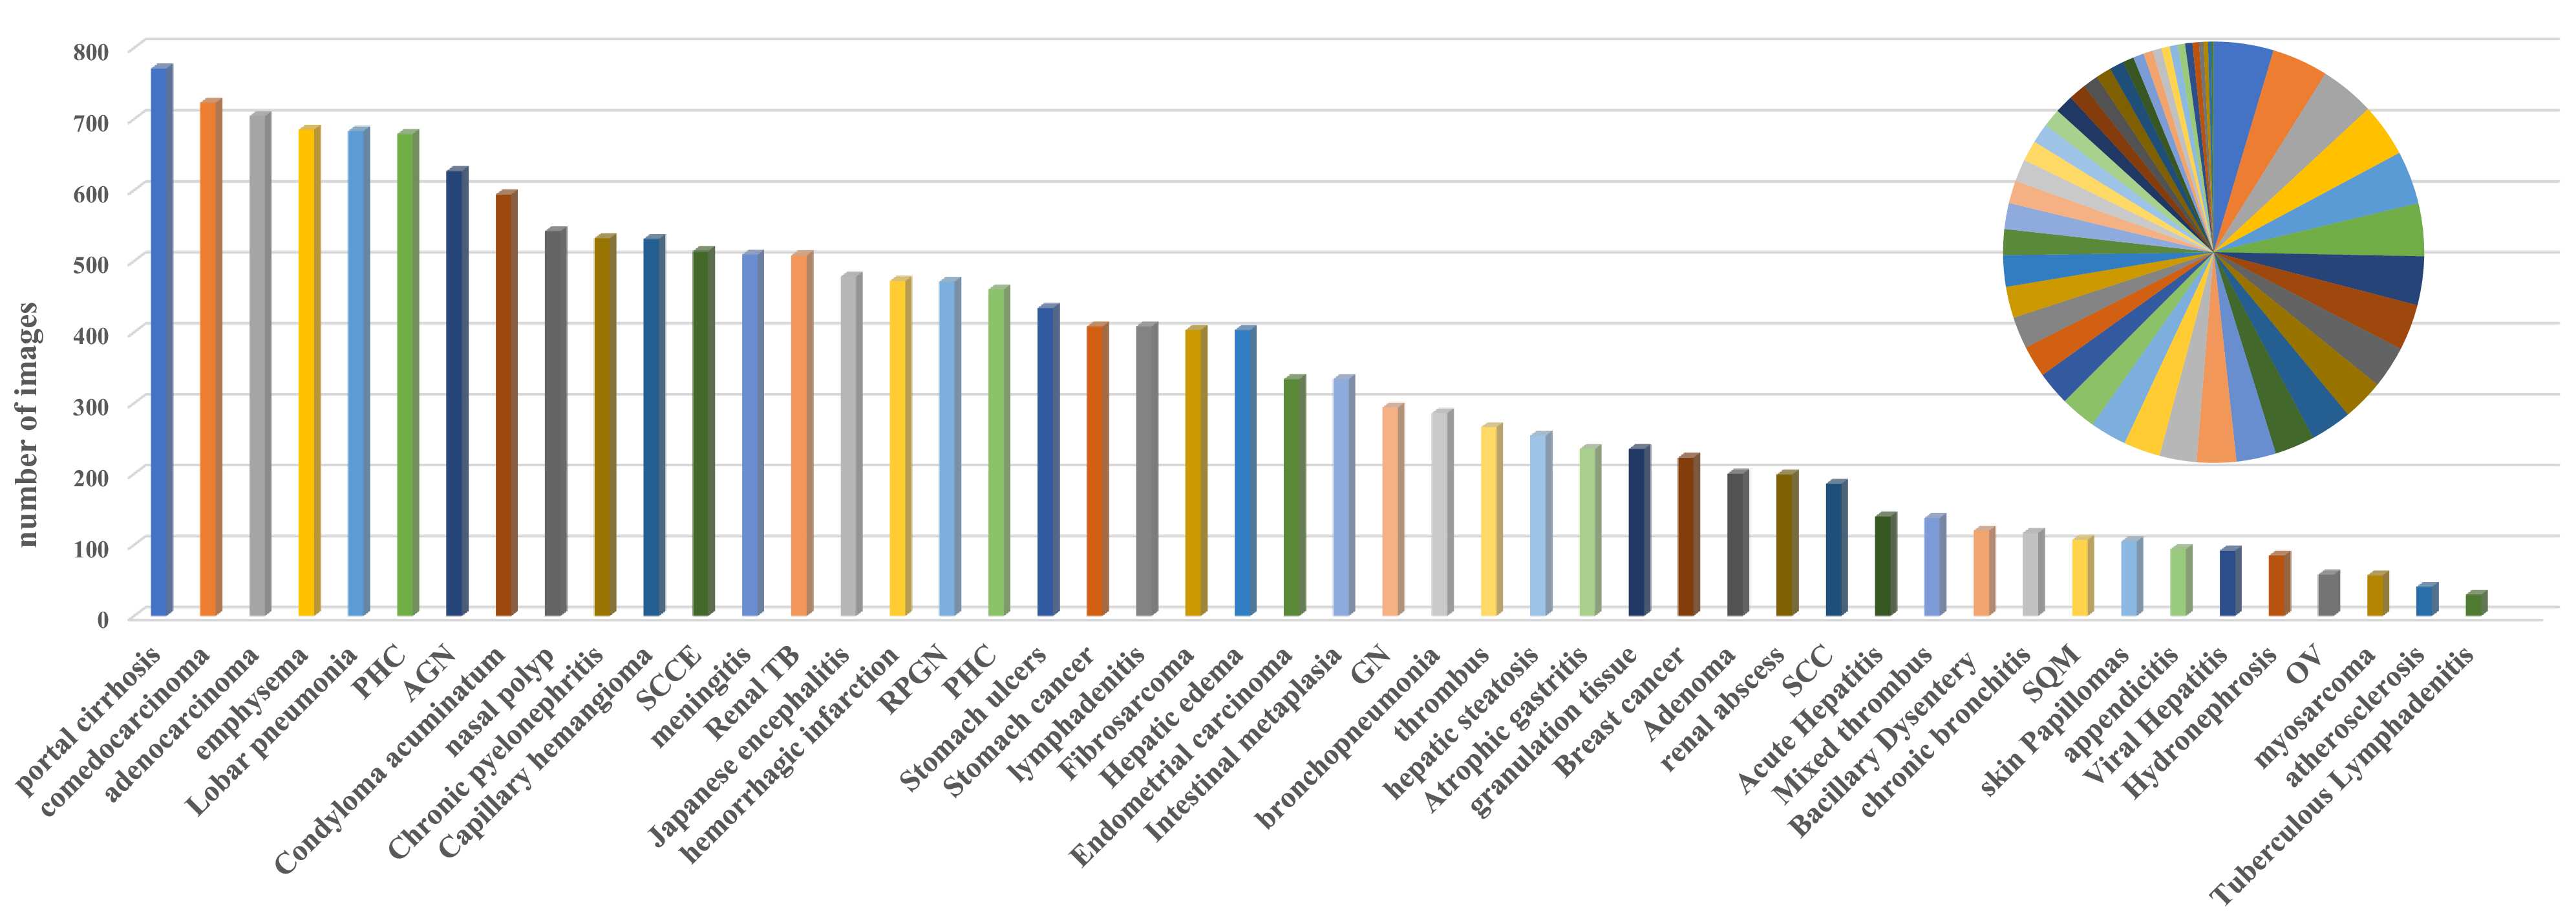 number of images
800
700
600
500
400
300
200
100
0
portal cirrhosis
comedocarcinoma
adenocarcinoma
emphysema
Lobar pneumonia
PHC
AGN
Condyloma acuminatum
nasal polyp
Chronic pyelonephritis
Capillary hemangioma
SCCE
meningitis
Renal TB
Japanese encephalitis
hemorrhagic infarction
RPGN
PHC
Stomach ulcers
Stomach cancer
lymphadenitis
Fibrosarcoma
Hepatic edema
Endometrial carcinoma
Intestinal metaplasia
GN
bronchopneumonia
thrombus
hepatic steatosis
Atrophic gastritis
granulation tissue
Breast cancer
Adenoma
renal abscess
SCC
Acute Hepatitis
Mixed thrombus
Bacillary Dysentery
chronic bronchitis
SQM
skin Papillomas
appendicitis
Viral Hepatitis
Hydronephrosis
OV
myosarcoma
atherosclerosis
Tuberculous Lymphadenitis